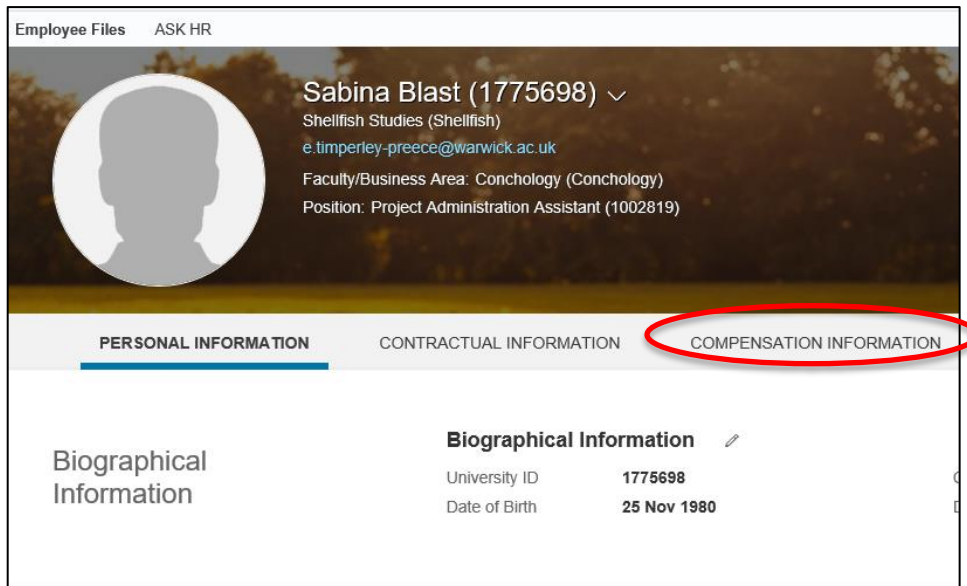 Employee Files ASK HR
Sabina Blast (1775698)
Shellfish Studies (Shellfish)
e.timperley-preece@warwick.ac.uk
Faculty/Business Area: Conchology (Conchology)
Position: Project Administration Assistant (1002819)
PERSONAL INFORMATION CONTRACTUAL INFORMATION COMPENSATION INFORMATION
Biographical
Information
Biographical Information
University ID 1775698
Date of Birth 25 Nov 1980